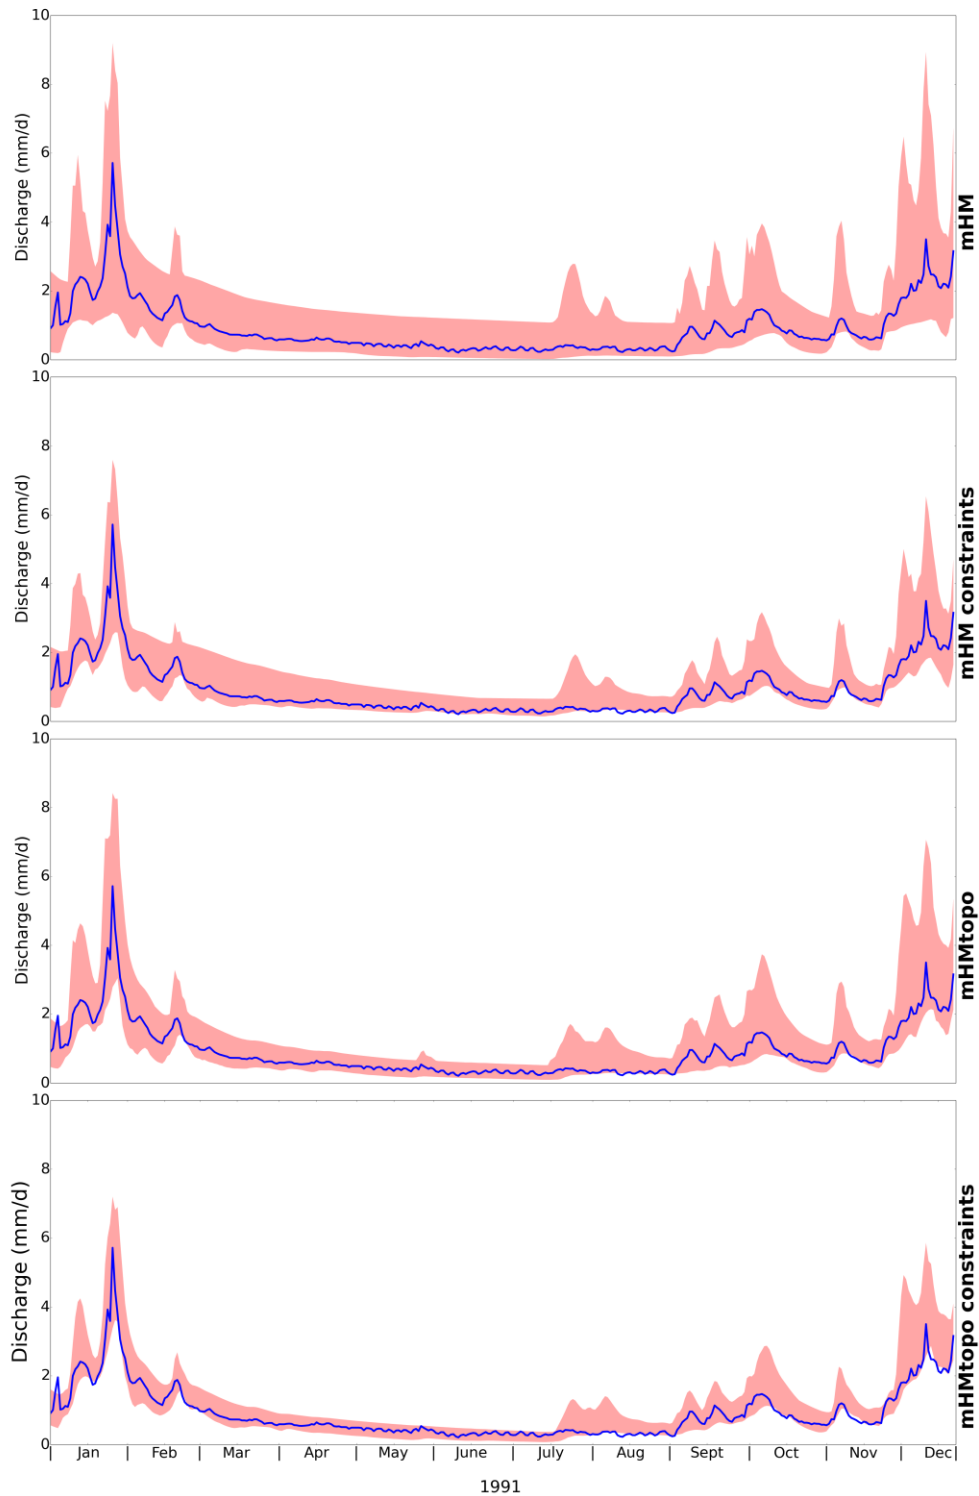 10
8
6
4
2
0
Discharge (mm/d)
mHM
10
8
6
4
2
0
Discharge (mm/d)
mHM constraints
10
8
6
4
2
0
Discharge (mm/d)
mHMtopo
10
8
6
4
2
0
Discharge (mm/d)
mHMtopo constraints
Jan Feb Mar Apr May June July Aug Sept Oct Nov Dec
1991